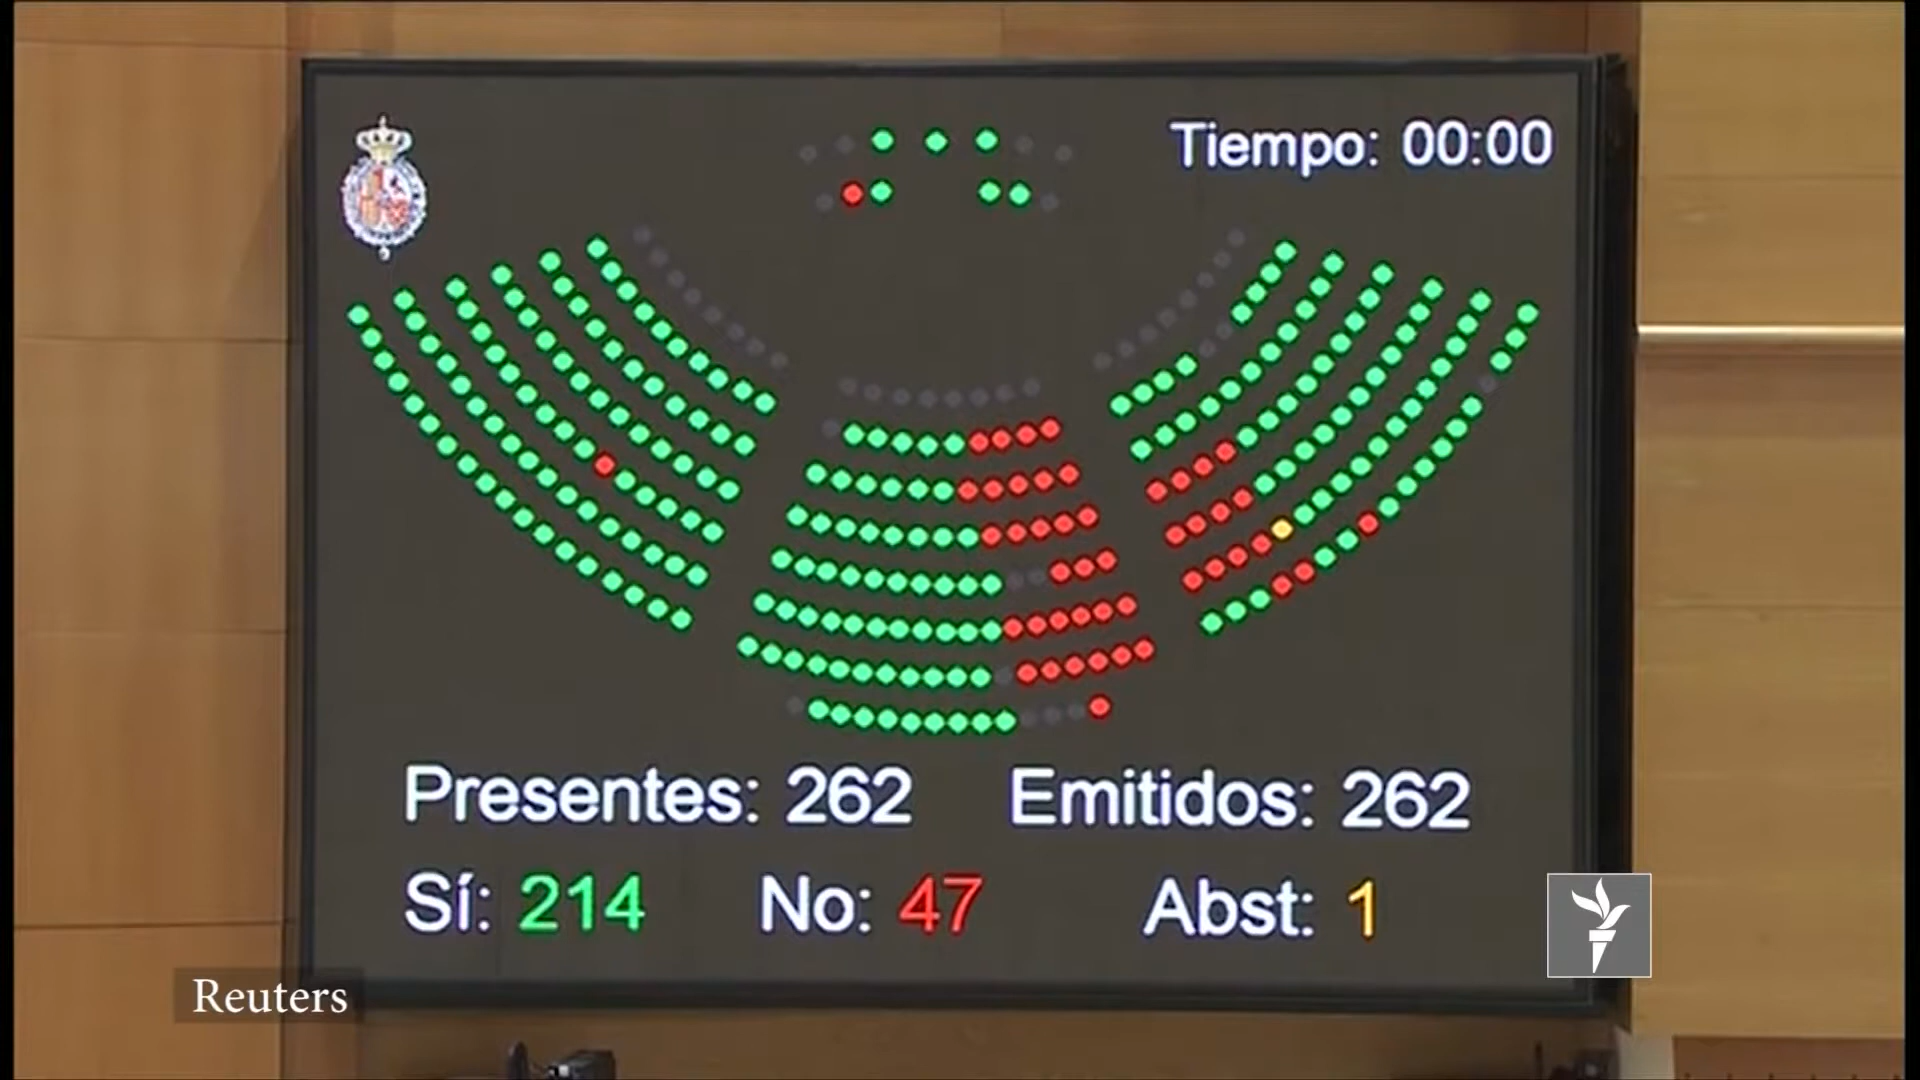 Tiempo: 00:00
Presentes: 262 Emitidos: 262
Sí: 214 No: 47 Abst: 1
Reuters